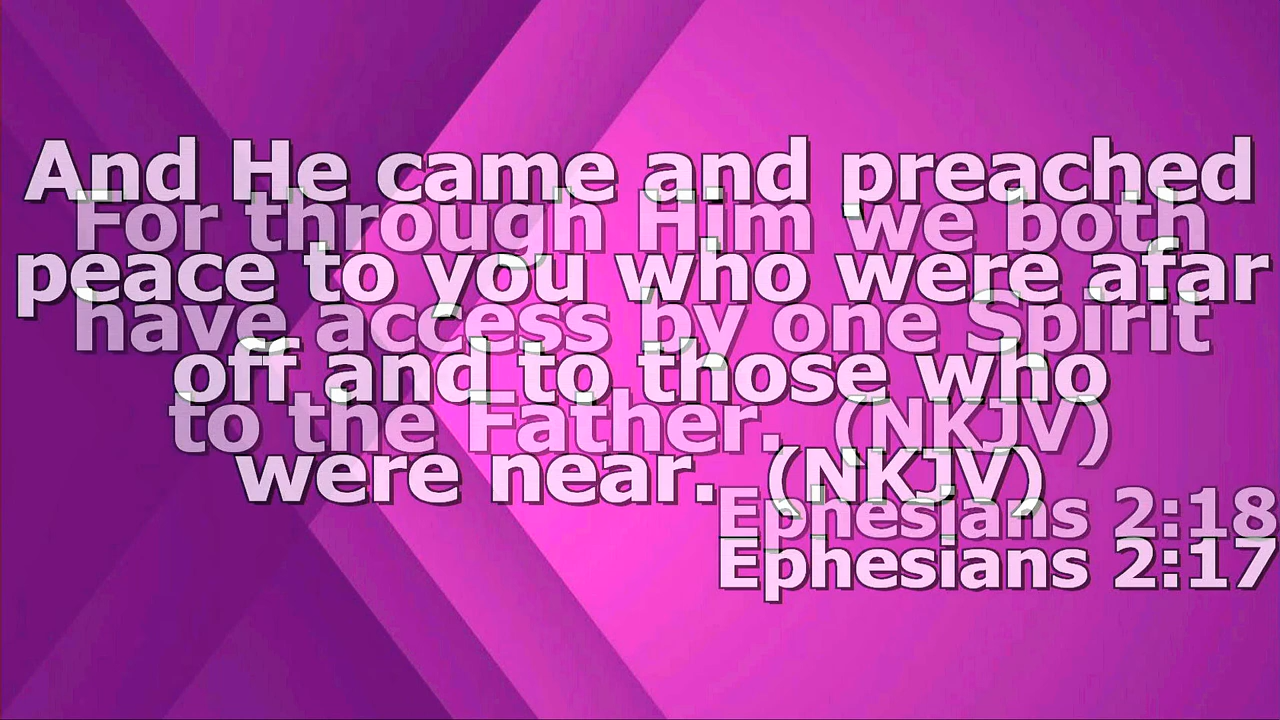 And He came and preached
peace to you who were afar
off and to those who
were near. (NKJV)
Ephesians 2:17
For through Him we both
have access by one Spirit
to the Father. (NKJV)
Ephesians 2:18